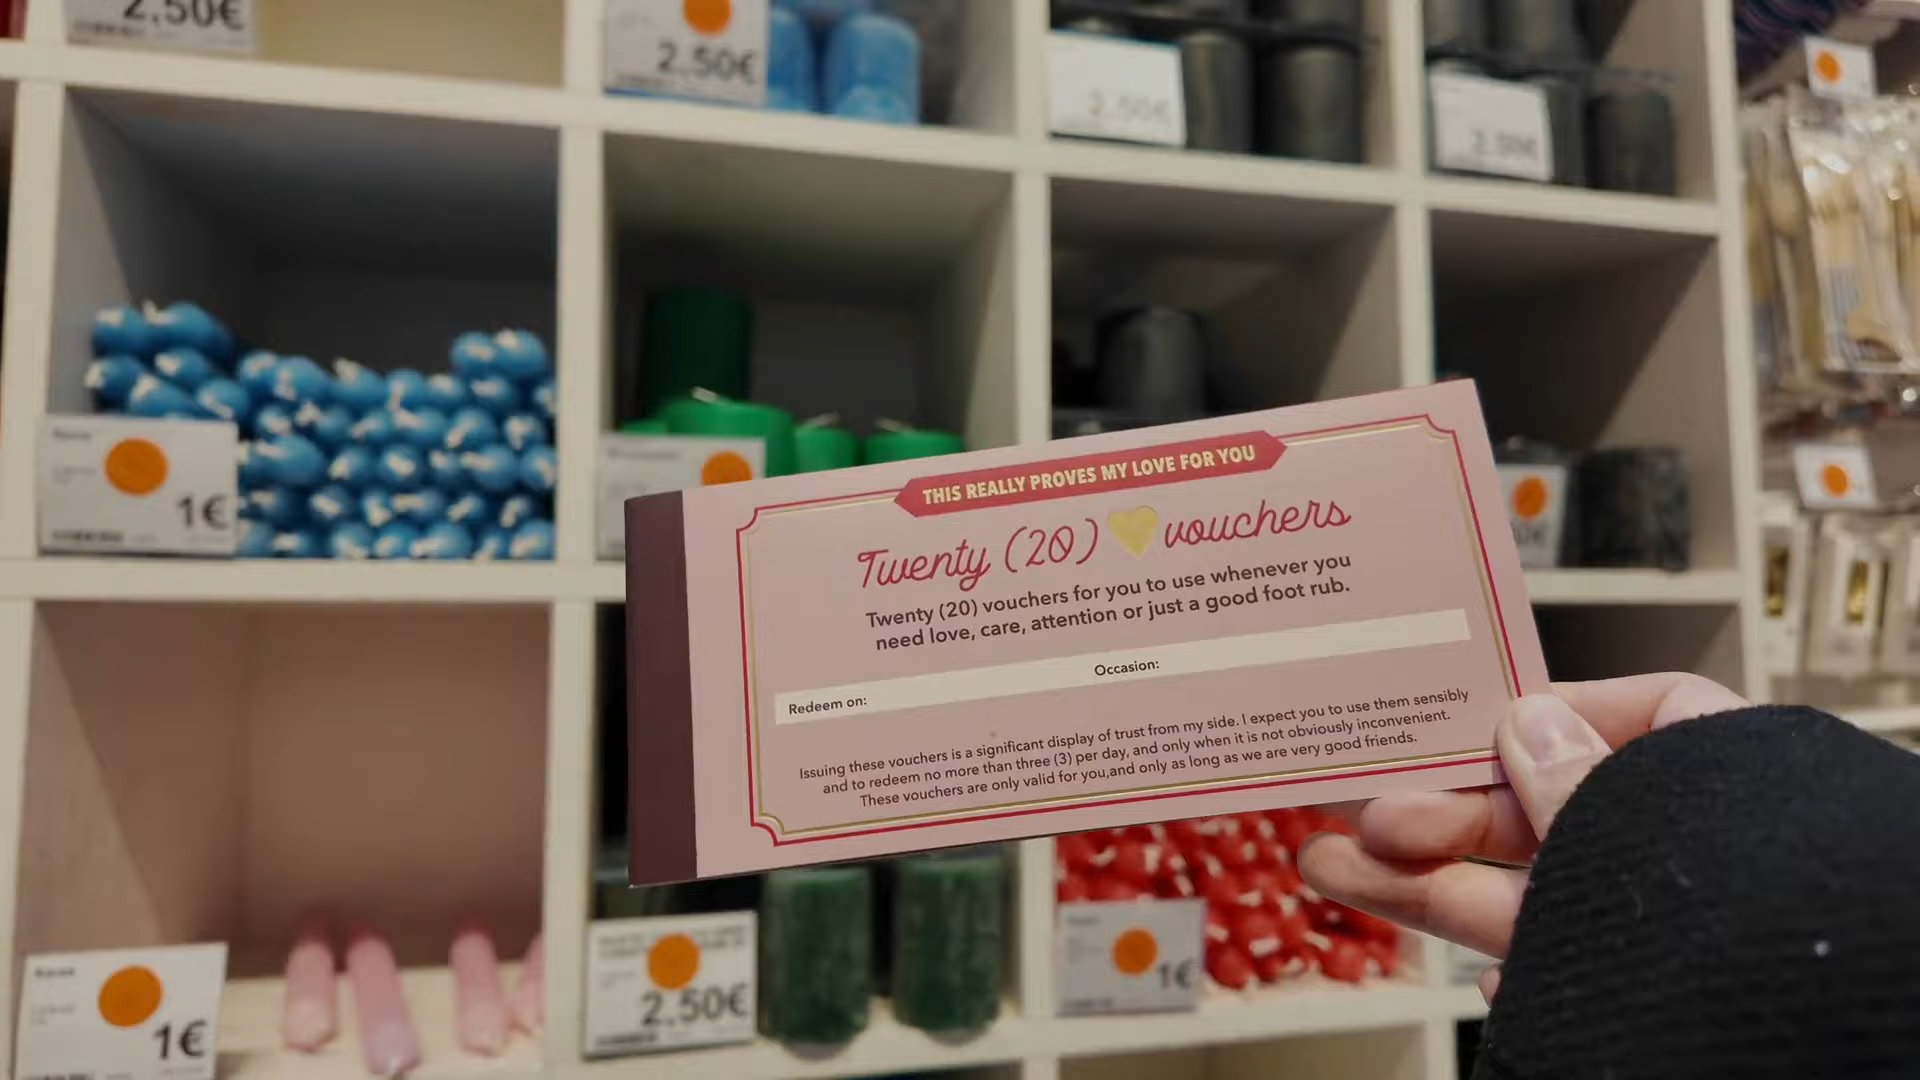 2,50€
2.50€
2.50€
2.50€
1€
THIS REALLY PROVES MY LOVE FOR YOU
Twenty (20) vouchers
Twenty (20) vouchers for you to use whenever you
need love, care, attention or just a good foot rub.
Redeem on: Occasion:
Issuing these vouchers is a significant display of trust from my side. I expect you to use them sensibly
and to redeem no more than three (3) per day, and only when it is not obviously inconvenient.
These vouchers are only valid for you,and only as long as we are very good friends.
1€
2.50€
1€